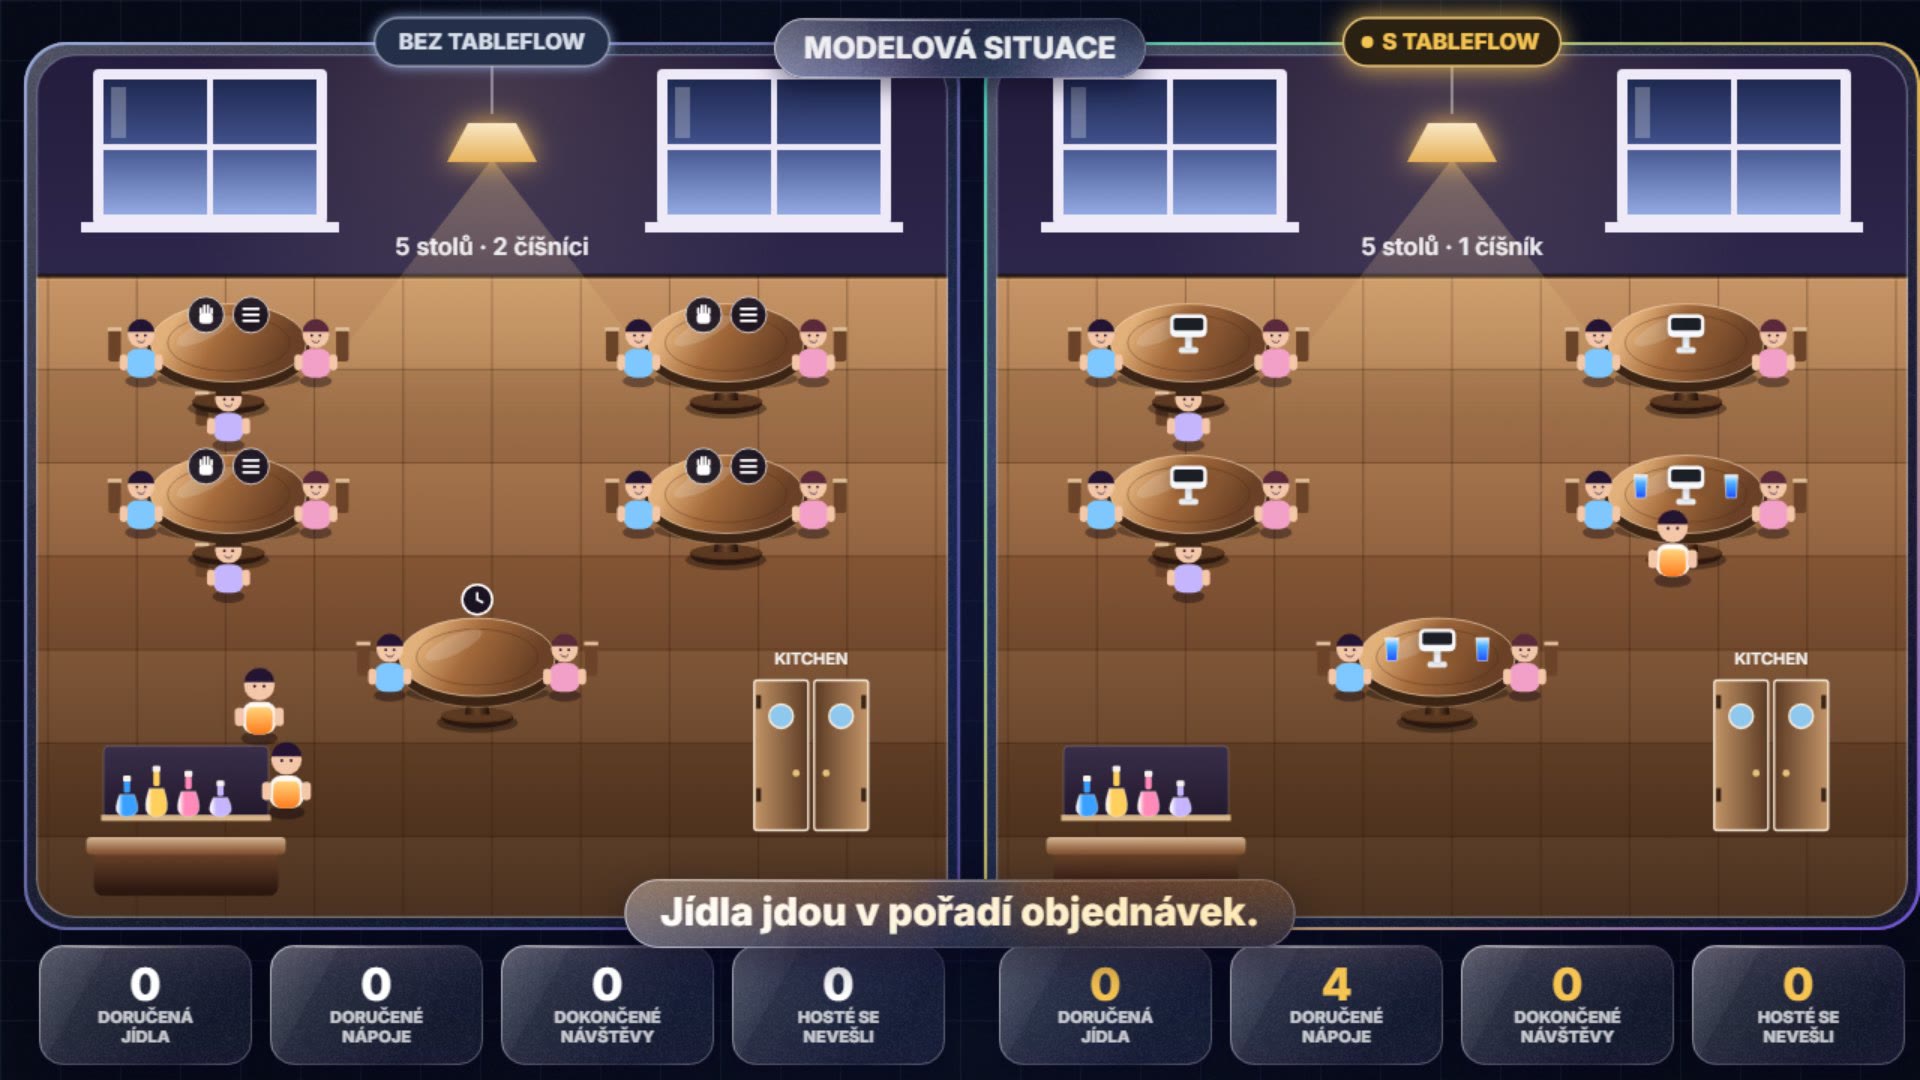 BEZ TABLEFLOW
MODELOVÁ SITUACE
S TABLEFLOW
5 stolů · 2 číšníci
5 stolů · 1 číšník
KITCHEN
KITCHEN
Jídla jdou v pořadí objednávek.
0
DORUČENÁ
JÍDLA
0
DORUČENÉ
NÁPOJE
0
DOKONČENÉ
NÁVŠTĚVY
0
HOSTÉ SE
NEVEŠLI
0
DORUČENÁ
JÍDLA
4
DORUČENÉ
NÁPOJE
0
DOKONČENÉ
NÁVŠTĚVY
0
HOSTÉ SE
NEVEŠLI